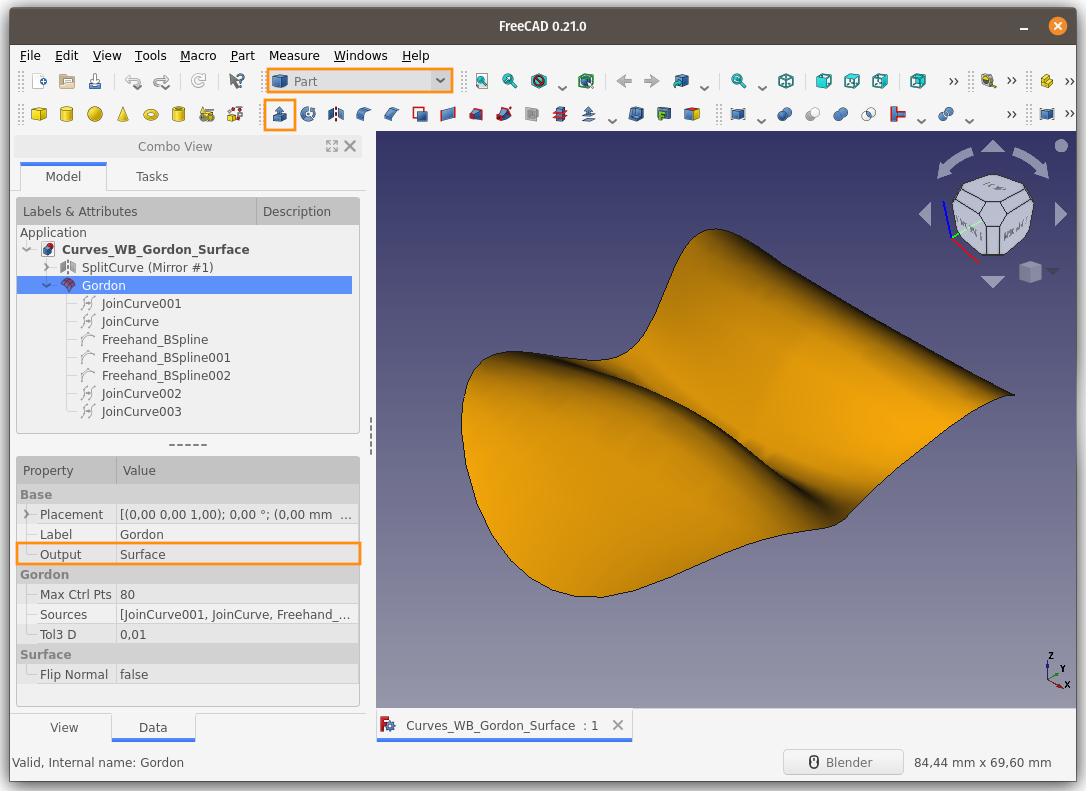 FreeCAD 0.21.0
File Edit View Tools Macro Part Measure Windows Help
Part
Combo View
Model Tasks
Labels & Attributes Description
Application
Curves_WB_Gordon_Surface
SplitCurve (Mirror #1)
Gordon
JoinCurve001
JoinCurve
Freehand_BSpline
Freehand_BSpline001
Freehand_BSpline002
JoinCurve002
JoinCurve003
Property Value
Base
Placement [(0,00 0,00 1,00); 0,00 °; (0,00 mm ...
Label Gordon
Output Surface
Gordon
Max Ctrl Pts 80
Sources [JoinCurve001, JoinCurve, Freehand_...
Tol3 D 0,01
Surface
Flip Normal false
View Data
Z
Y
X
Curves_WB_Gordon_Surface : 1
Valid, Internal name: Gordon
Blender
84,44 mm x 69,60 mm